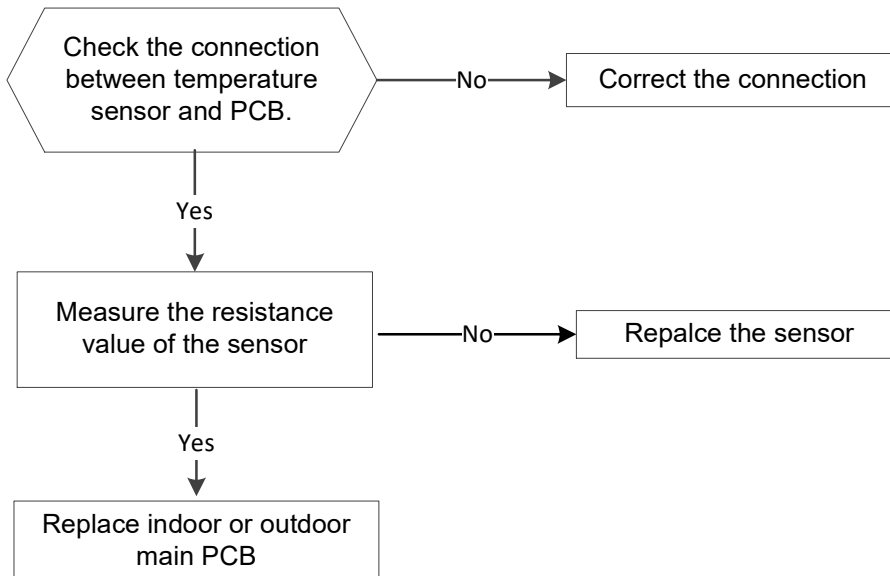 Check the connection
between temperature
sensor and PCB.
No
Correct the connection
Yes
Measure the resistance
value of the sensor
No
Repalce the sensor
Yes
Replace indoor or outdoor
main PCB